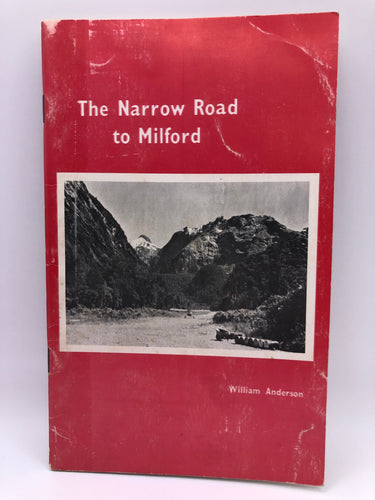 The Narrow Road
to Milford
William Anderson